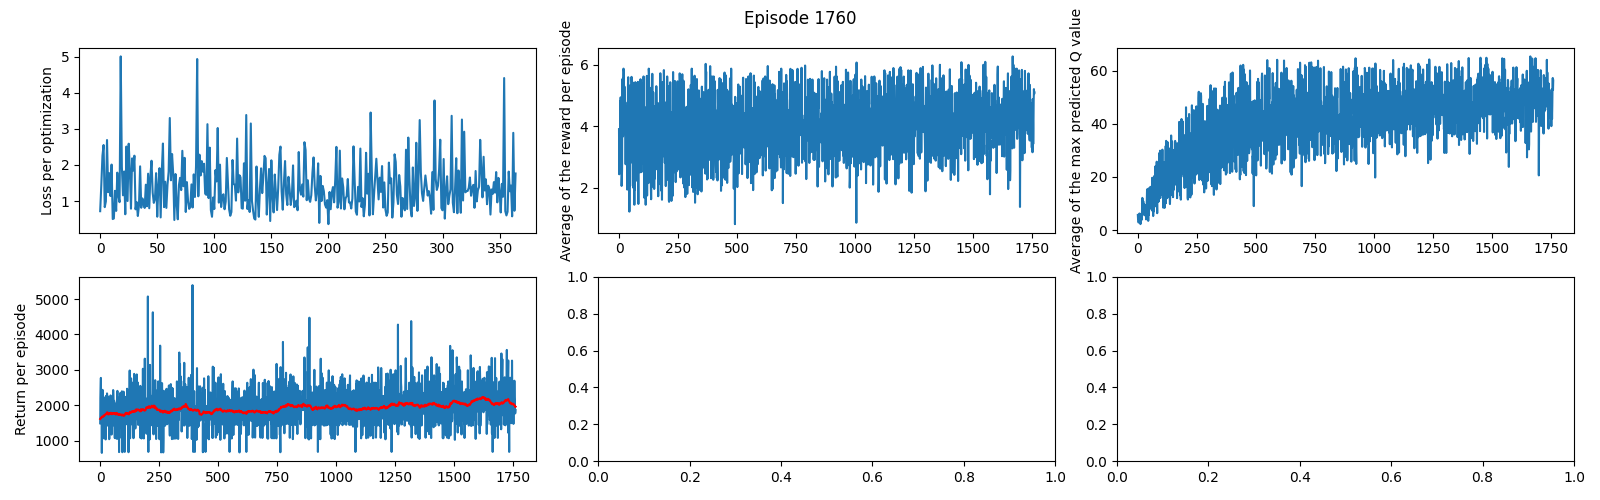 Episode 1760
Loss per optimization
5
4
3
2
1
0 50 100 150 200 250 300 350
Average of the reward per episode
6
4
2
0 250 500 750 1000 1250 1500 1750
Average of the max predicted Q value
60
40
20
0
0 250 500 750 1000 1250 1500 1750
Return per episode
5000
4000
3000
2000
1000
0 250 500 750 1000 1250 1500 1750
1.0
0.8
0.6
0.4
0.2
0.0
0.0 0.2 0.4 0.6 0.8 1.0
1.0
0.8
0.6
0.4
0.2
0.0
0.0 0.2 0.4 0.6 0.8 1.0